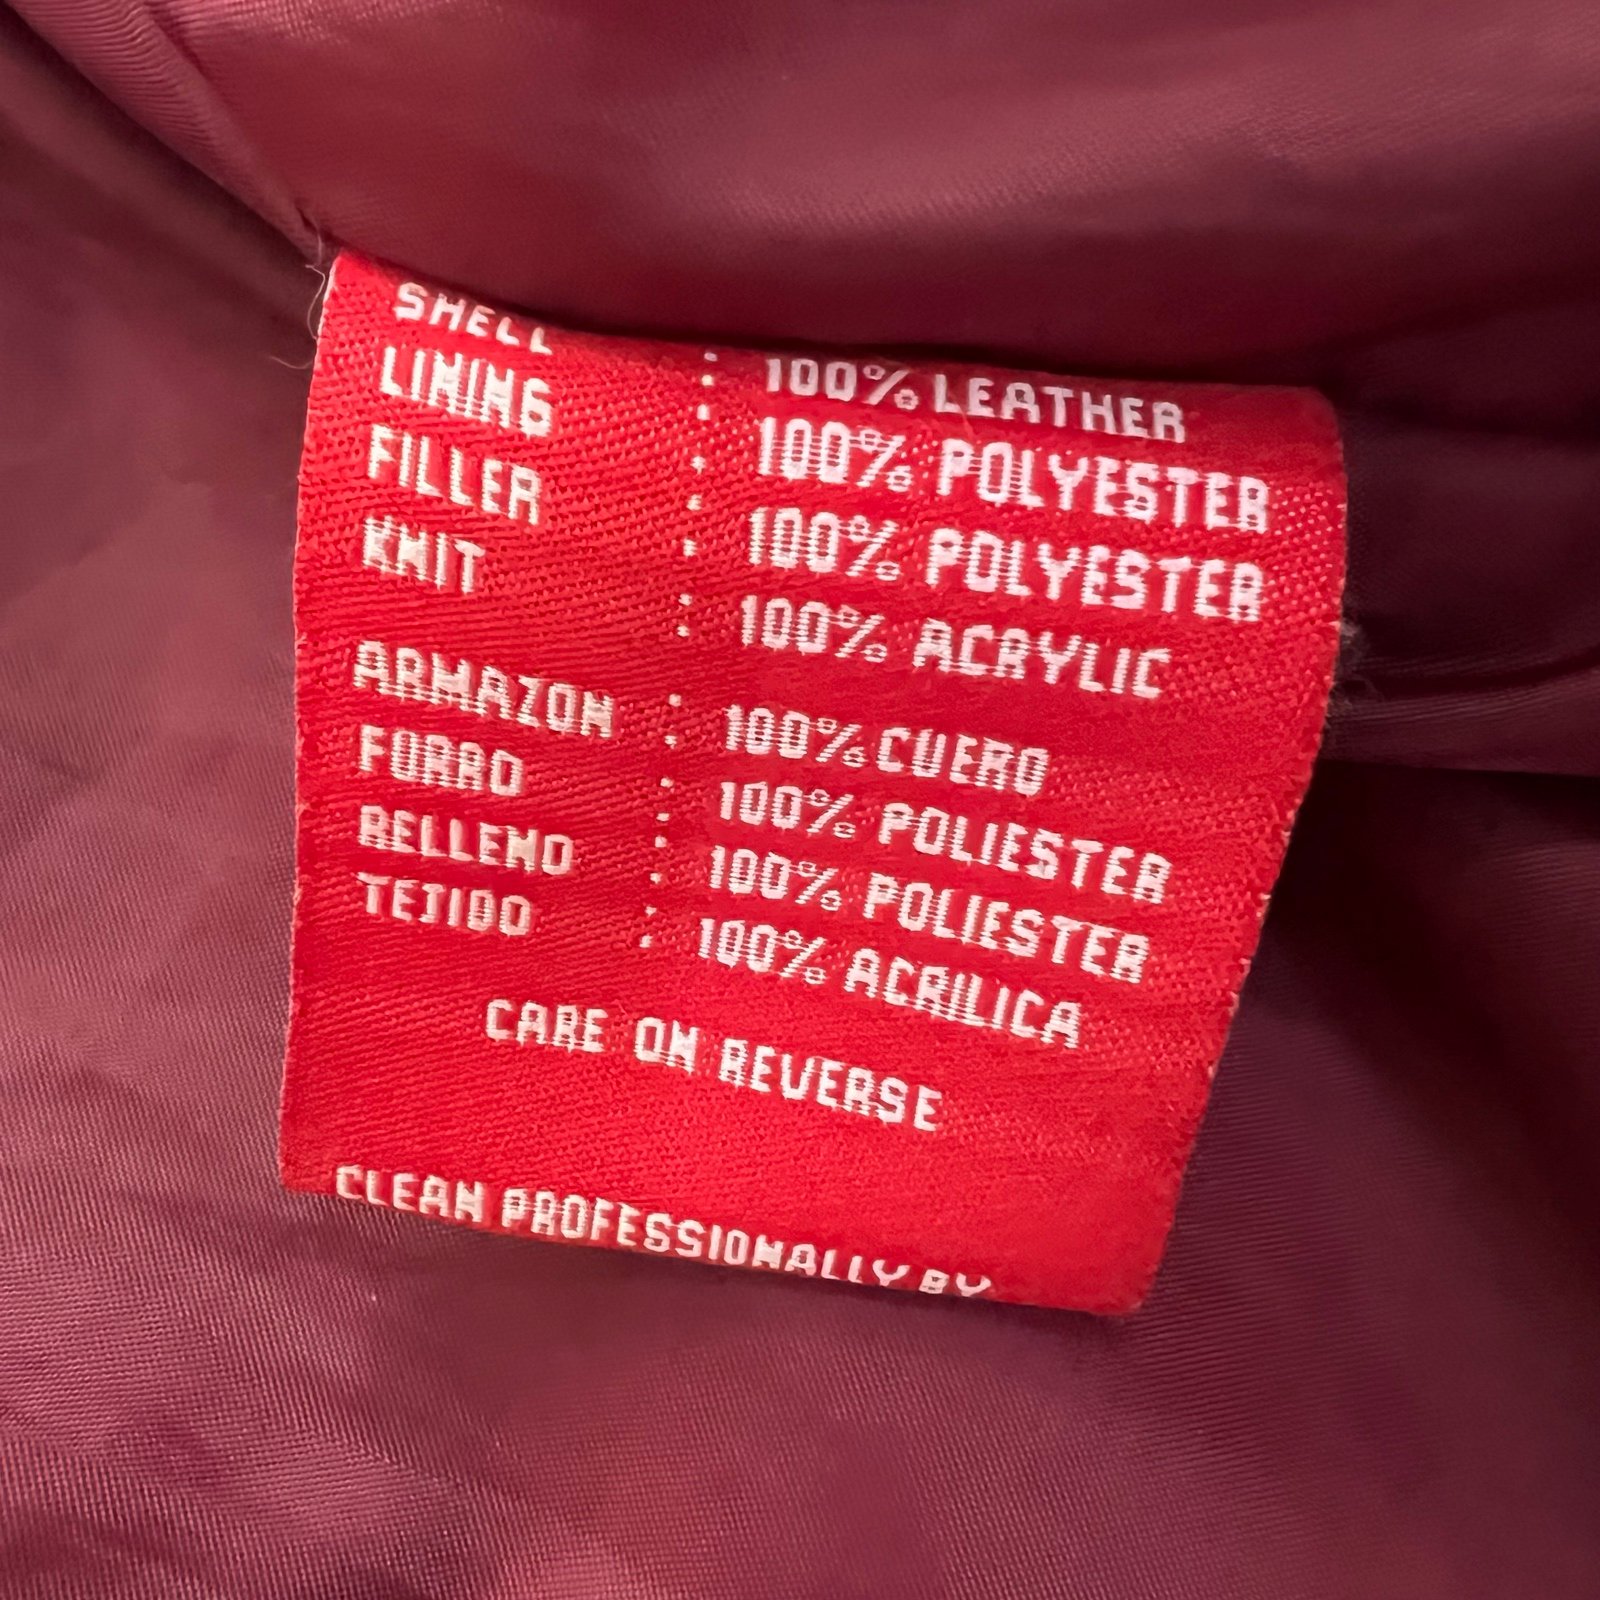 SHELL : 100% LEATHER
LINING : 100% POLYESTER
FILLER : 100% POLYESTER
KNIT : 100% ACRYLIC
ARMAZON : 100% CUERO
FORRO : 100% POLIESTER
RELLENO : 100% POLIESTER
TEJIDO : 100% ACRILICA
CARE ON REVERSE
CLEAN PROFESSIONALLY BY